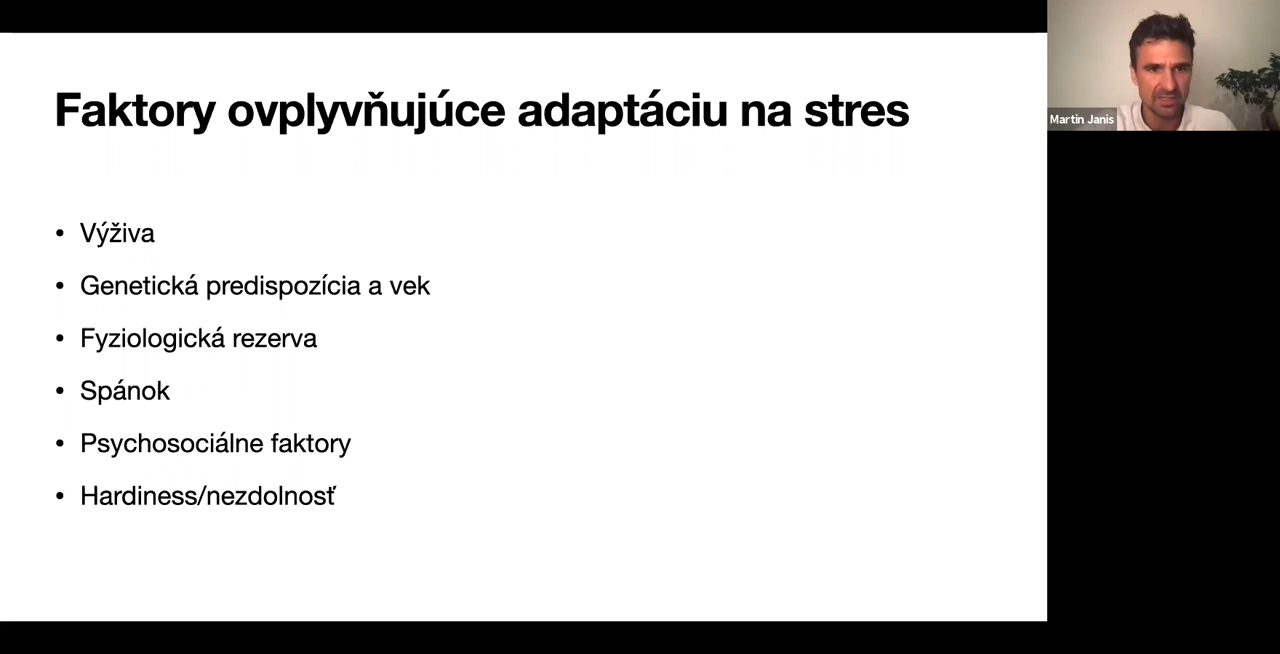 Faktory ovplyvňujúce adaptáciu na stres
• Výživa
• Genetická predispozícia a vek
• Fyziologická rezerva
• Spánok
• Psychosociálne faktory
• Hardiness/nezdolnosť
Martin Janis